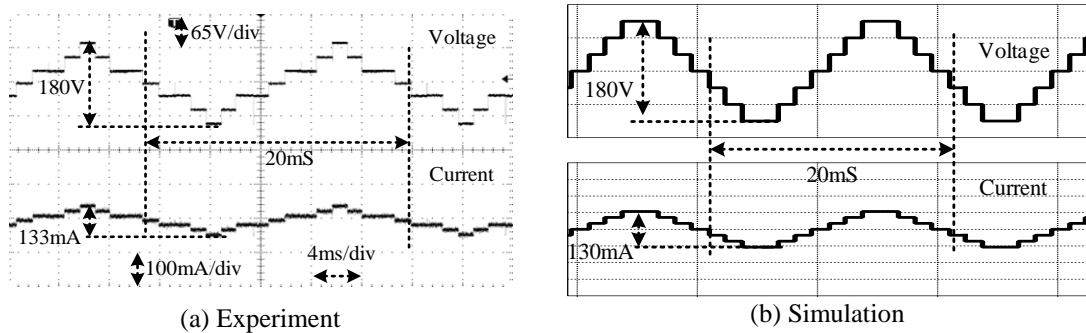 65V/div
Voltage
180V
20mS
Current
133mA
100mA/div
4ms/div
(a) Experiment
Voltage
180V
20mS
Current
130mA
(b) Simulation